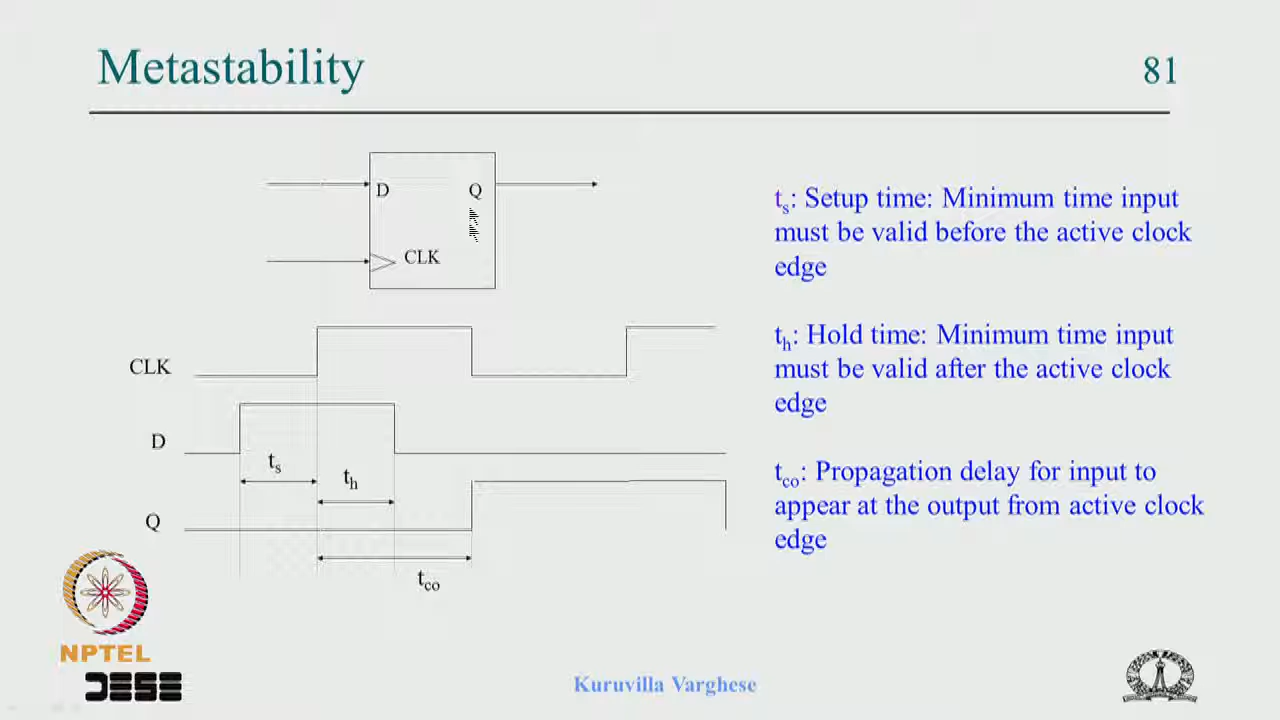 Metastability
81
D
Q
CLK
CLK
D
ts
th
Q
tco
ts: Setup time: Minimum time input
must be valid before the active clock
edge
th: Hold time: Minimum time input
must be valid after the active clock
edge
tco: Propagation delay for input to
appear at the output from active clock
edge
NPTEL
DESE
Kuruvilla Varghese